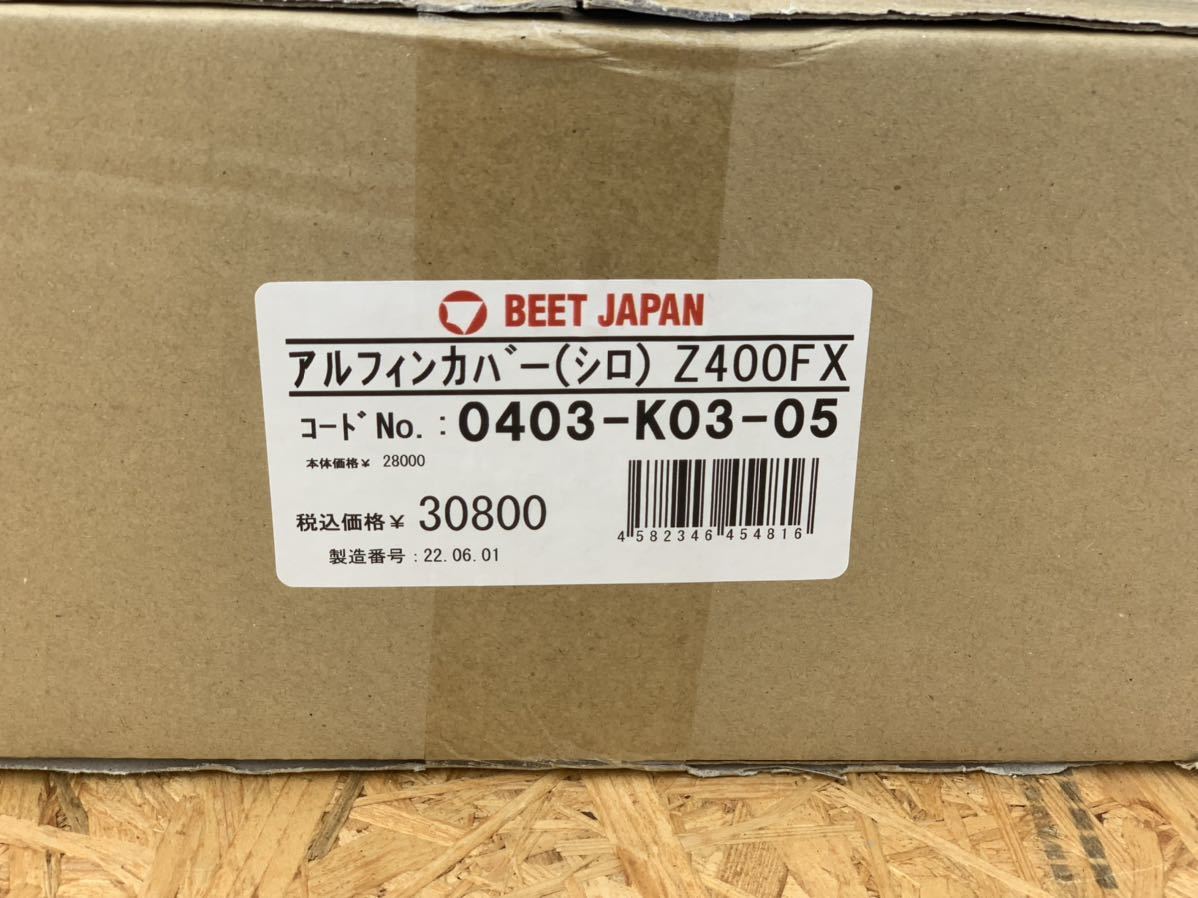 BEET JAPAN
アルフィンカバー(シロ) Z400FX
コードNo.:0403-K03-05
本体価格¥ 28000
税込価格¥ 30800
4 582346 454816
製造番号:22.06.01